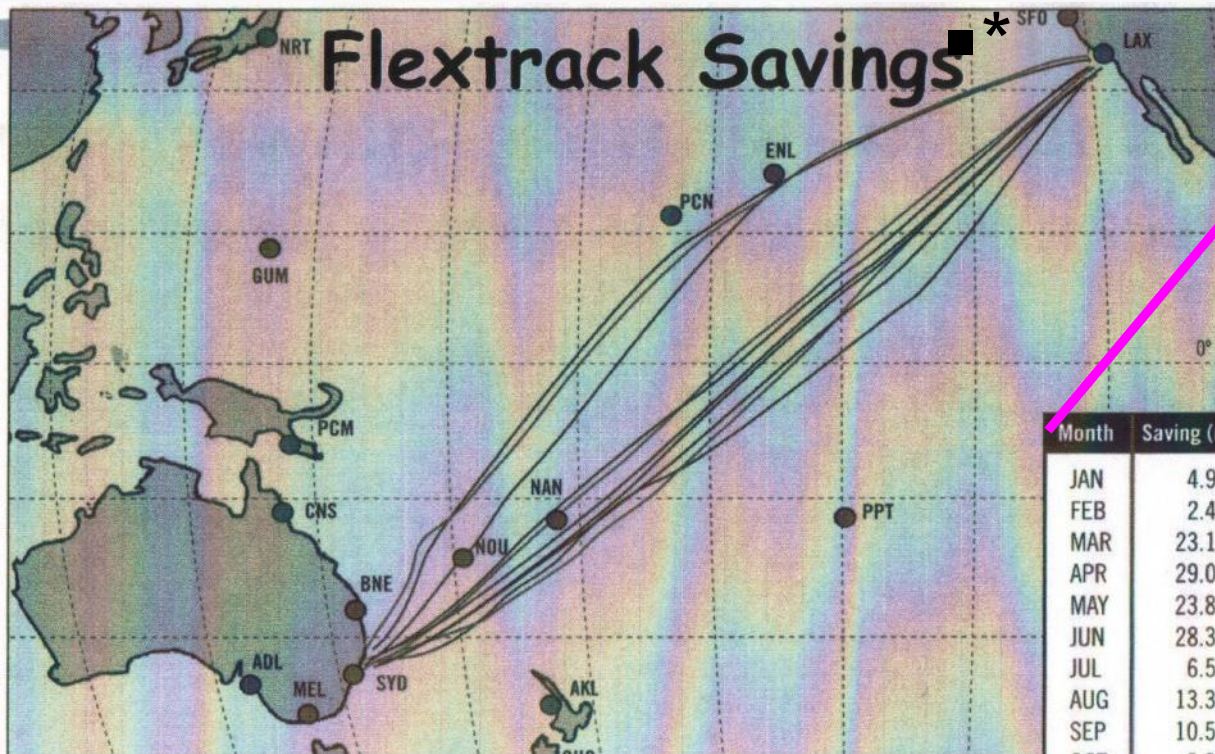 Flextrack Savings *
SFO
LAX
NRT
ENL
PCN
GUM
0°
PCM
CNS
NAN
NOU
PPT
BNE
ADL
MEL
SYD
AKL
Month Saving (
JAN 4.9
FEB 2.4
MAR 23.1
APR 29.0
MAY 23.8
JUN 28.3
JUL 6.5
AUG 13.3
SEP 10.5